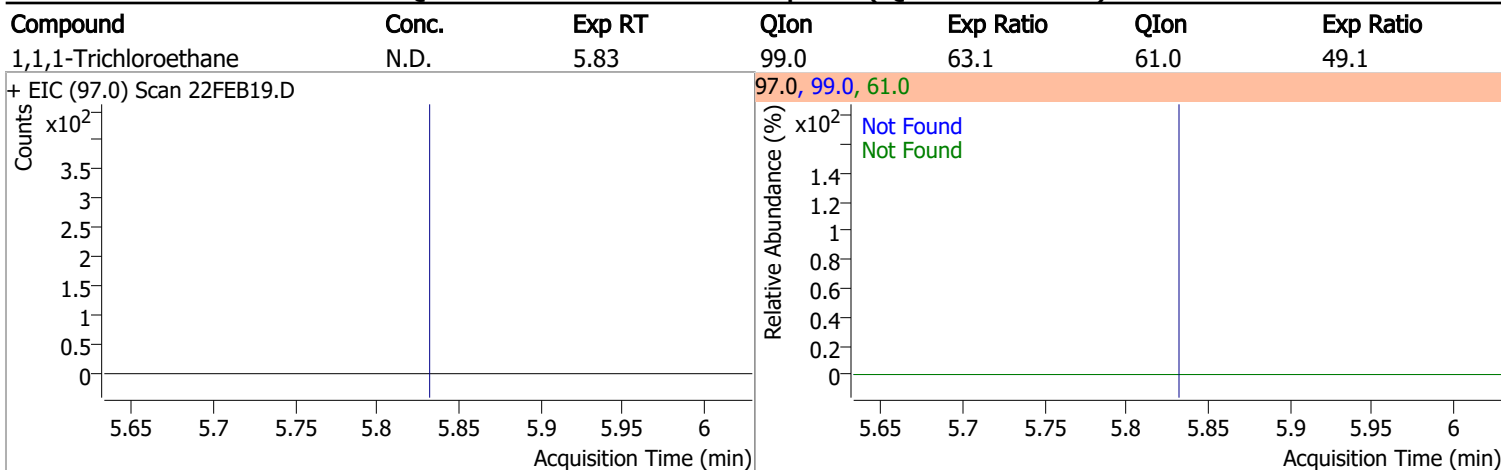 Compound Conc. Exp RT QIon Exp Ratio QIon Exp Ratio
1,1,1-Trichloroethane N.D. 5.83 99.0 63.1 61.0 49.1
+ EIC (97.0) Scan 22FEB19.D
Counts
x10²
3.5
3
2.5
2
1.5
1
0.5
0
5.65 5.7 5.75 5.8 5.85 5.9 5.95 6
Acquisition Time (min)
97.0, 99.0, 61.0
Relative Abundance (%)
x10²
Not Found
Not Found
1.4
1.2
1
0.8
0.6
0.4
0.2
0
5.65 5.7 5.75 5.8 5.85 5.9 5.95 6
Acquisition Time (min)